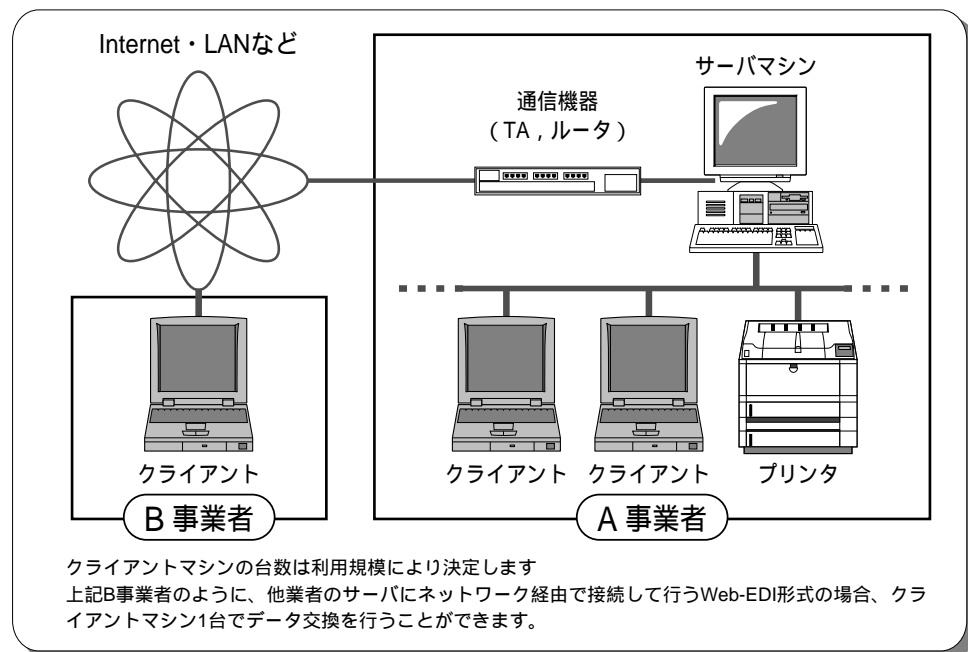 Internet・LANなど
サーバマシン
通信機器
（TA，ルータ）
クライアント
クライアント
クライアント
プリンタ
B 事業者
A 事業者
クライアントマシンの台数は利用規模により決定します
上記B事業者のように、他業者のサーバにネットワーク経由で接続して行うWeb-EDI形式の場合、クラ
イアントマシン1台でデータ交換を行うことができます。